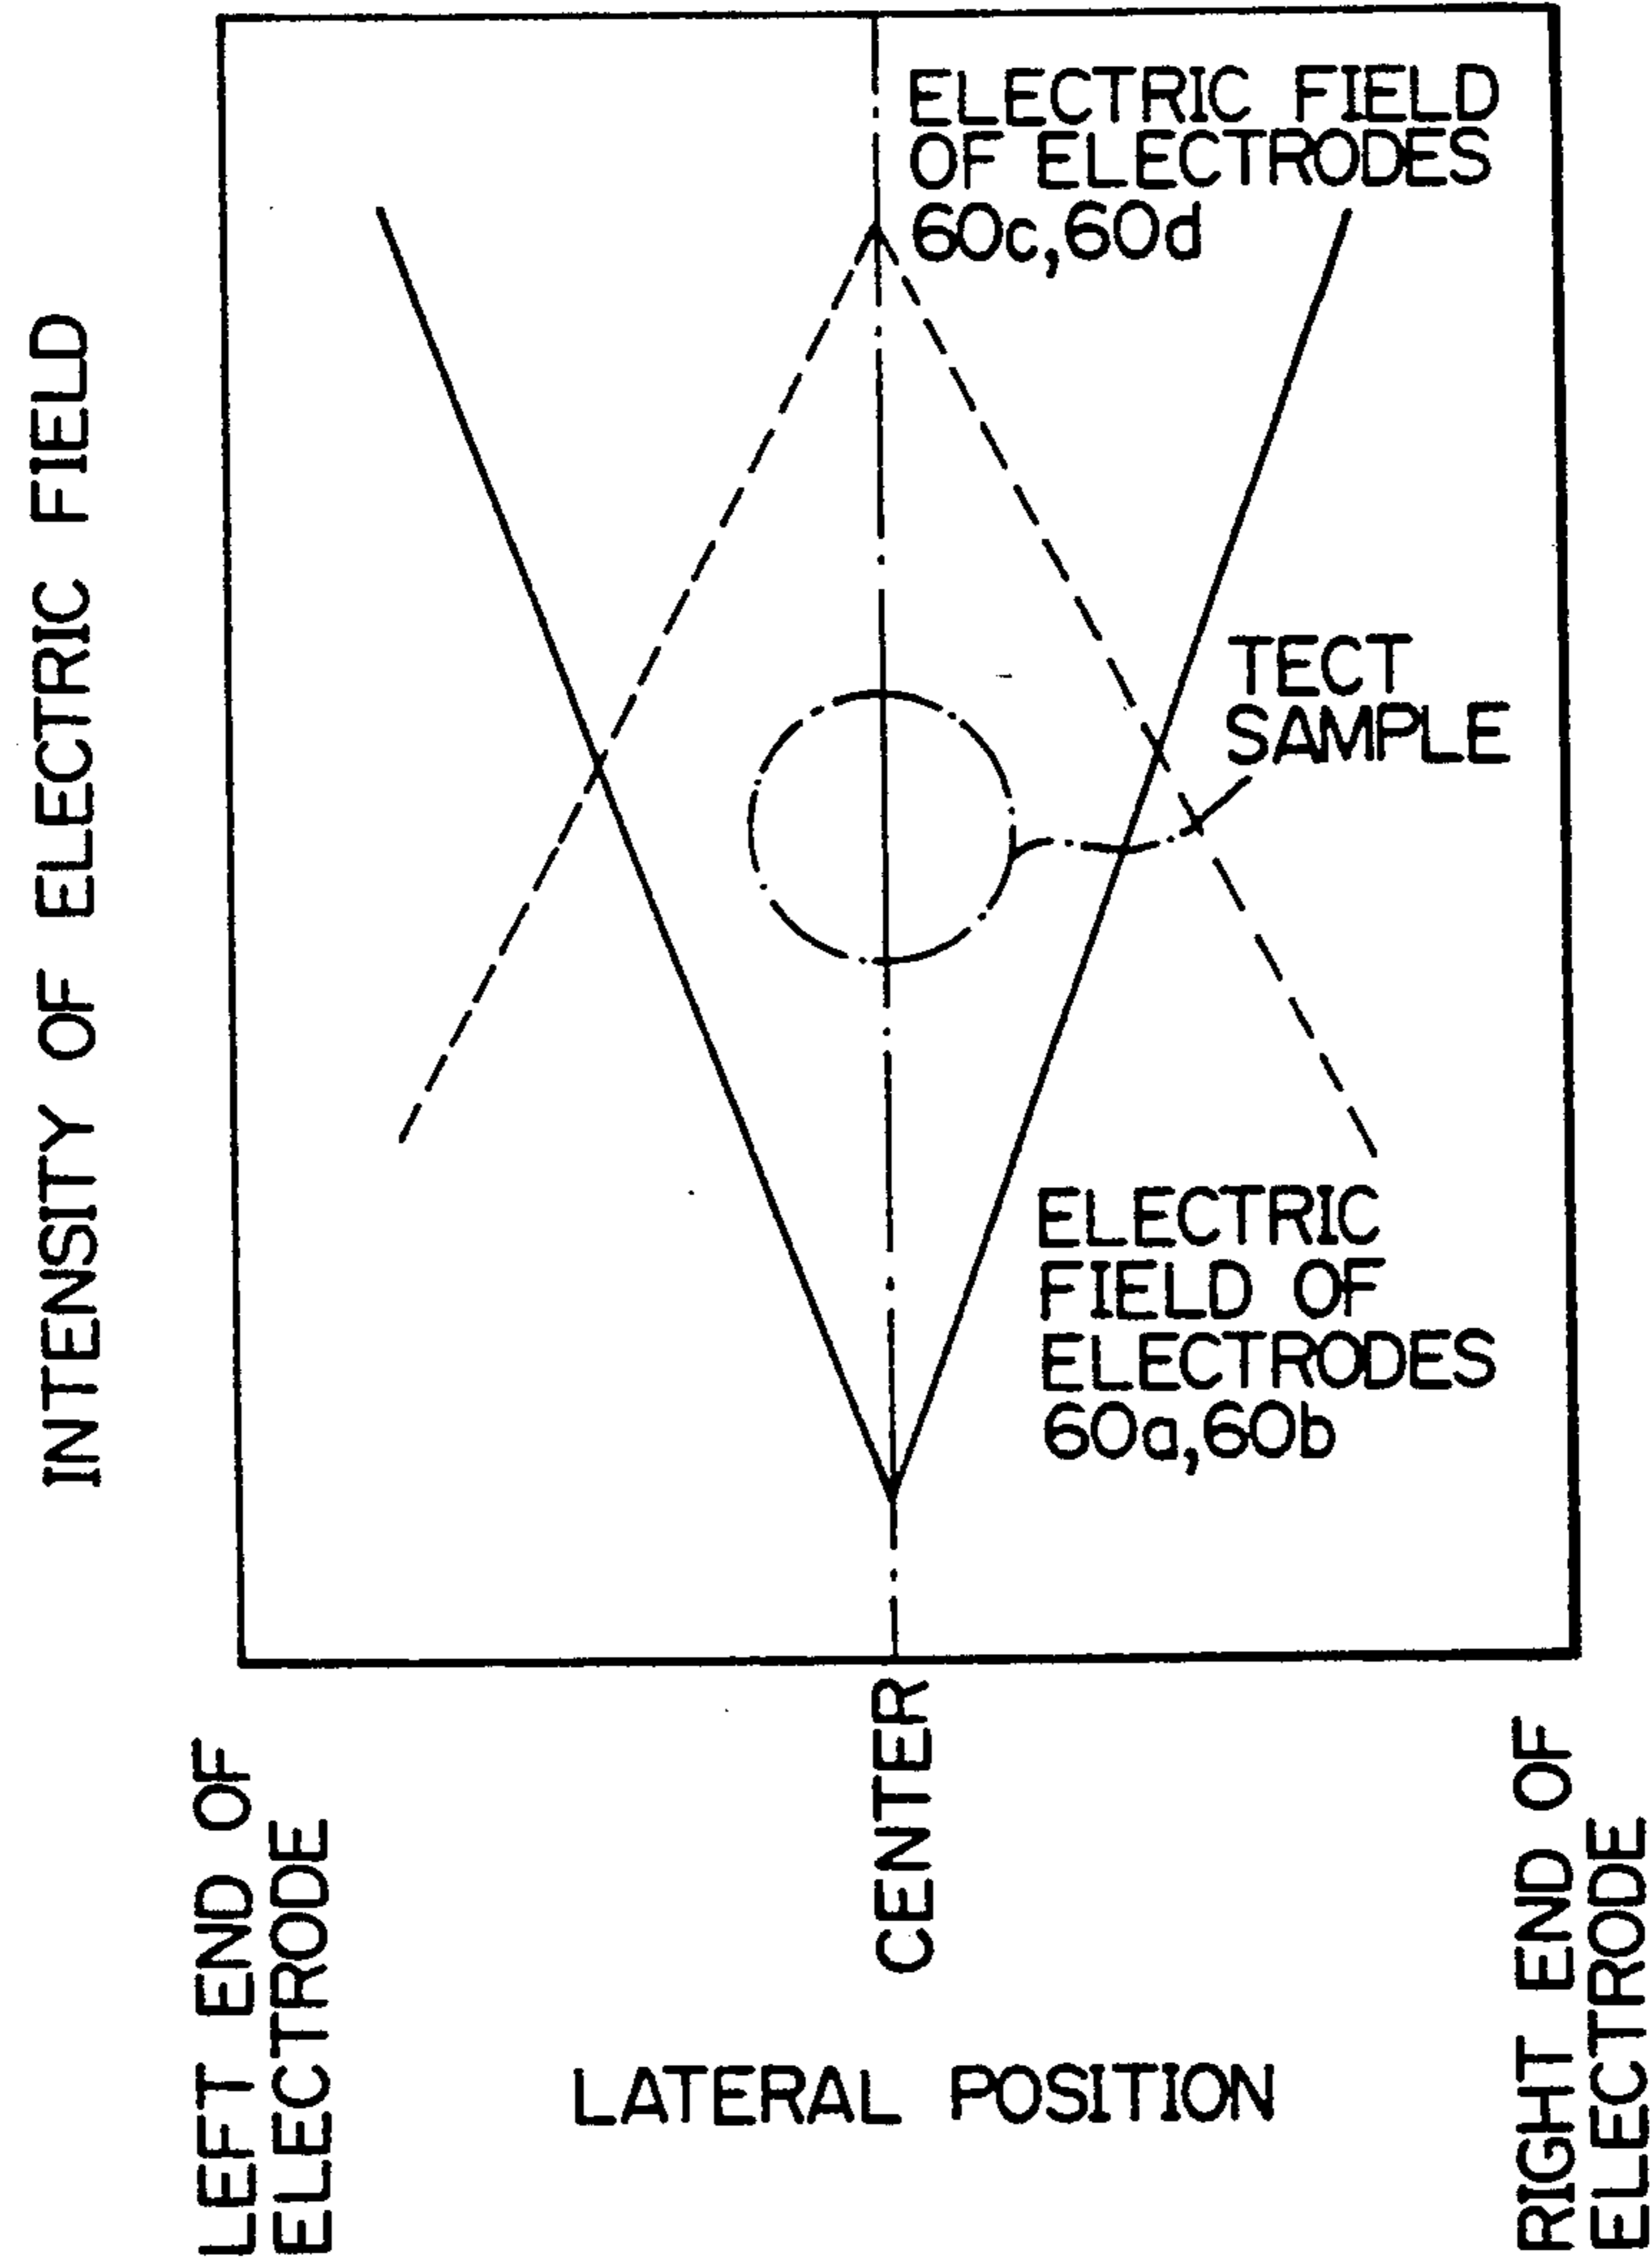 INTENSITY OF ELECTRIC FIELD
ELECTRIC FIELD
OF ELECTRODES
60c,60d
TECT
SAMPLE
ELECTRIC
FIELD OF
ELECTRODES
60a,60b
LEFT END OF
ELECTRODE
CENTER
RIGHT END OF
ELECTRODE
LATERAL POSITION